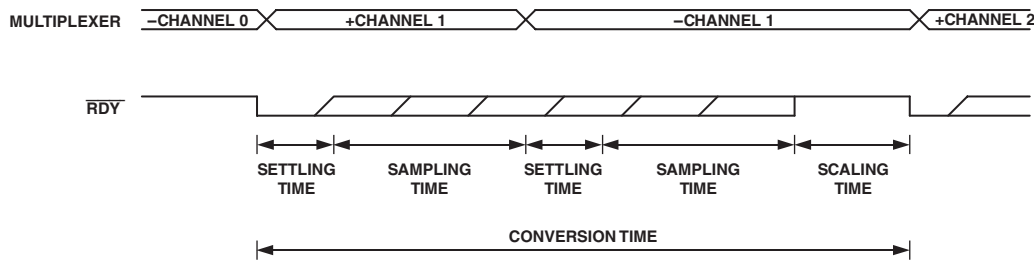 MULTIPLEXER –CHANNEL 0 +CHANNEL 1 –CHANNEL 1 +CHANNEL 2
RDY
SETTLING TIME
SAMPLING TIME
SETTLING TIME
SAMPLING TIME
SCALING TIME
CONVERSION TIME